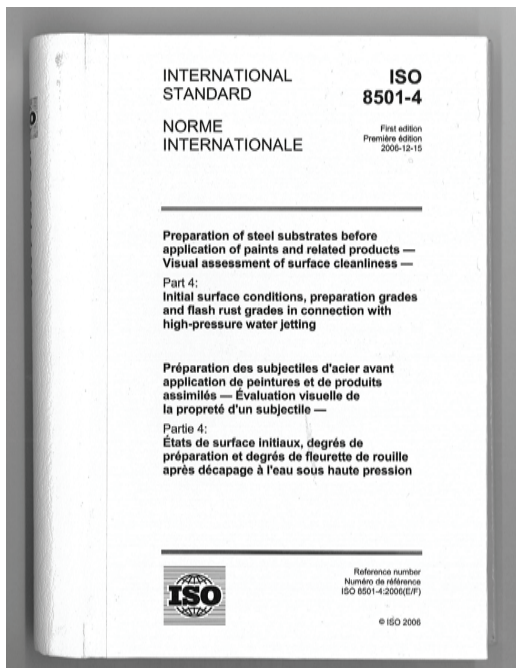 INTERNATIONAL
STANDARD
ISO
8501-4
NORME
INTERNATIONALE
First edition
Première édition
2006-12-15
Preparation of steel substrates before
application of paints and related products —
Visual assessment of surface cleanliness —
Part 4:
Initial surface conditions, preparation grades
and flash rust grades in connection with
high-pressure water jetting
Préparation des subjectiles d'acier avant
application de peintures et de produits
assimilés — Évaluation visuelle de
la propreté d'un subjectile —
Partie 4:
États de surface initiaux, degrés de
préparation et degrés de fleurette de rouille
après décapage à l'eau sous haute pression
ISO
Reference number
Numéro de référence
ISO 8501-4:2006(E/F)
© ISO 2006